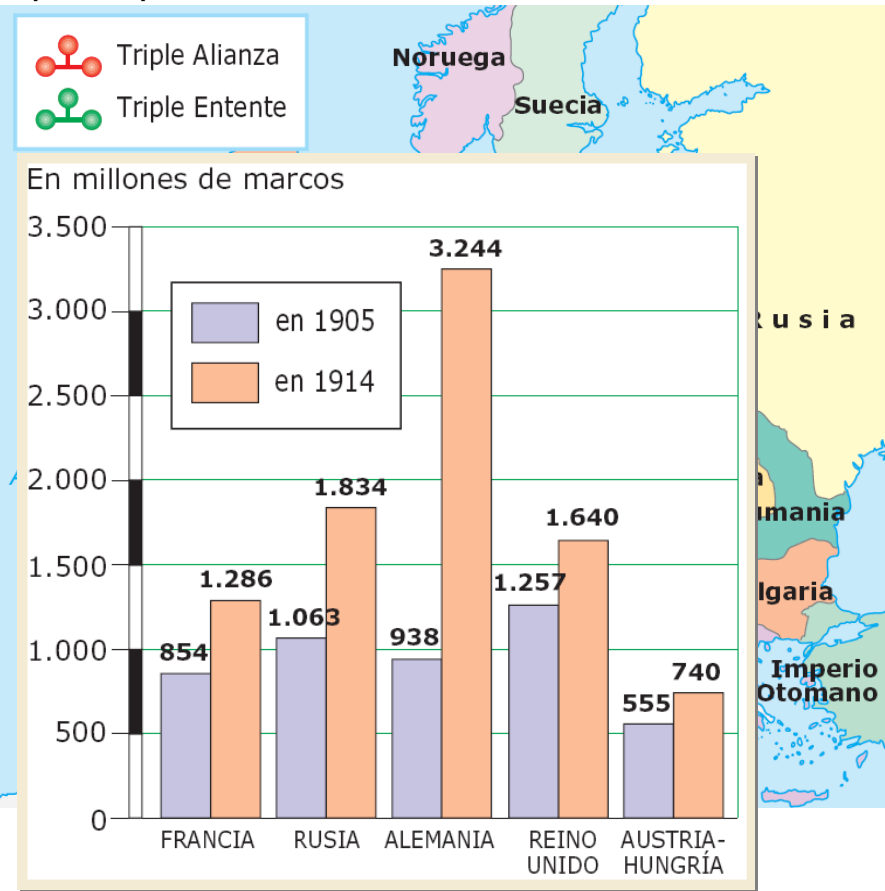 Triple Alianza
Triple Entente
Noruega
Suecia
En millones de marcos
3.500
3.000
2.500
2.000
1.500
1.000
500
0
en 1905
en 1914
854
1.286
1.063
1.834
938
3.244
1.257
1.640
555
740
FRANCIA
RUSIA
ALEMANIA
REINO
UNIDO
AUSTRIA-
HUNGRÍA
usia
umania
lgaria
Imperio
Otomano